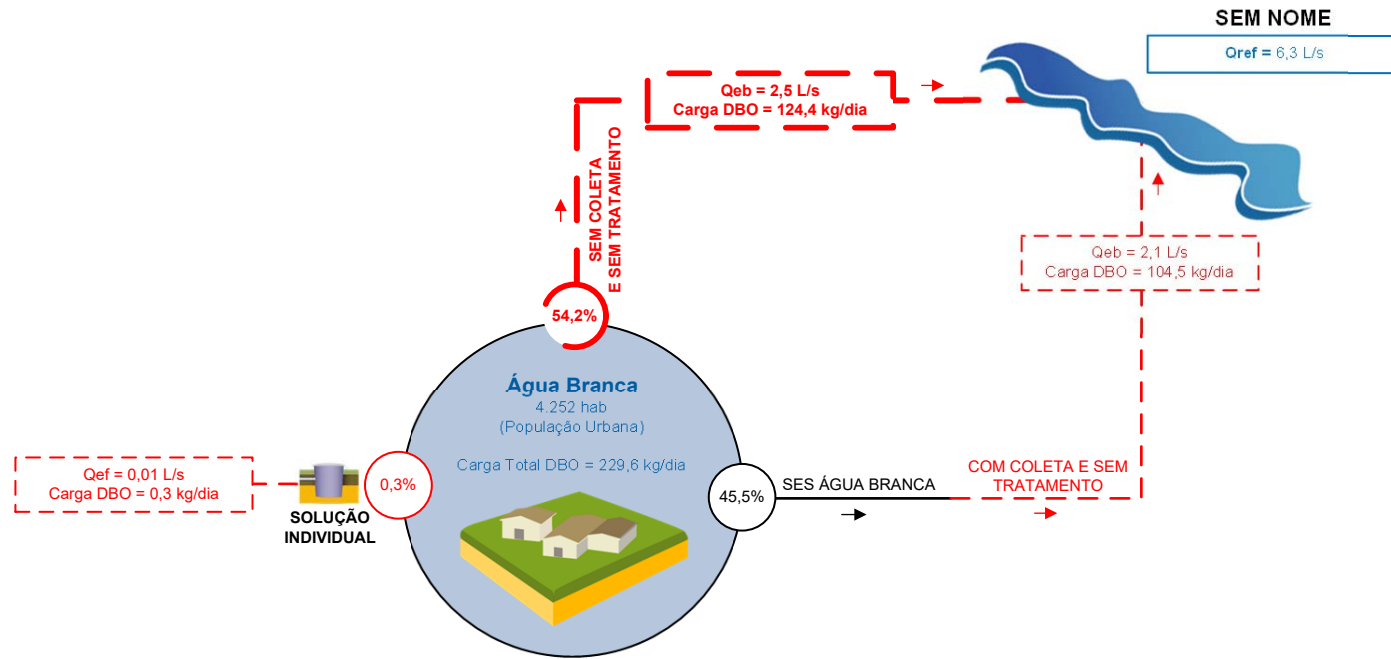 SEM NOME
Qref = 6,3 L/s
Qeb = 2,5 L/s
Carga DBO = 124,4 kg/dia
SEM COLETA
E SEM TRATAMENTO
Qeb = 2,1 L/s
Carga DBO = 104,5 kg/dia
54,2%
Água Branca
4.252 hab
(População Urbana)
Carga Total DBO = 229,6 kg/dia
Qef = 0,01 L/s
Carga DBO = 0,3 kg/dia
SOLUÇÃO
INDIVIDUAL
0,3%
45,5%
SES ÁGUA BRANCA
COM COLETA E SEM
TRATAMENTO